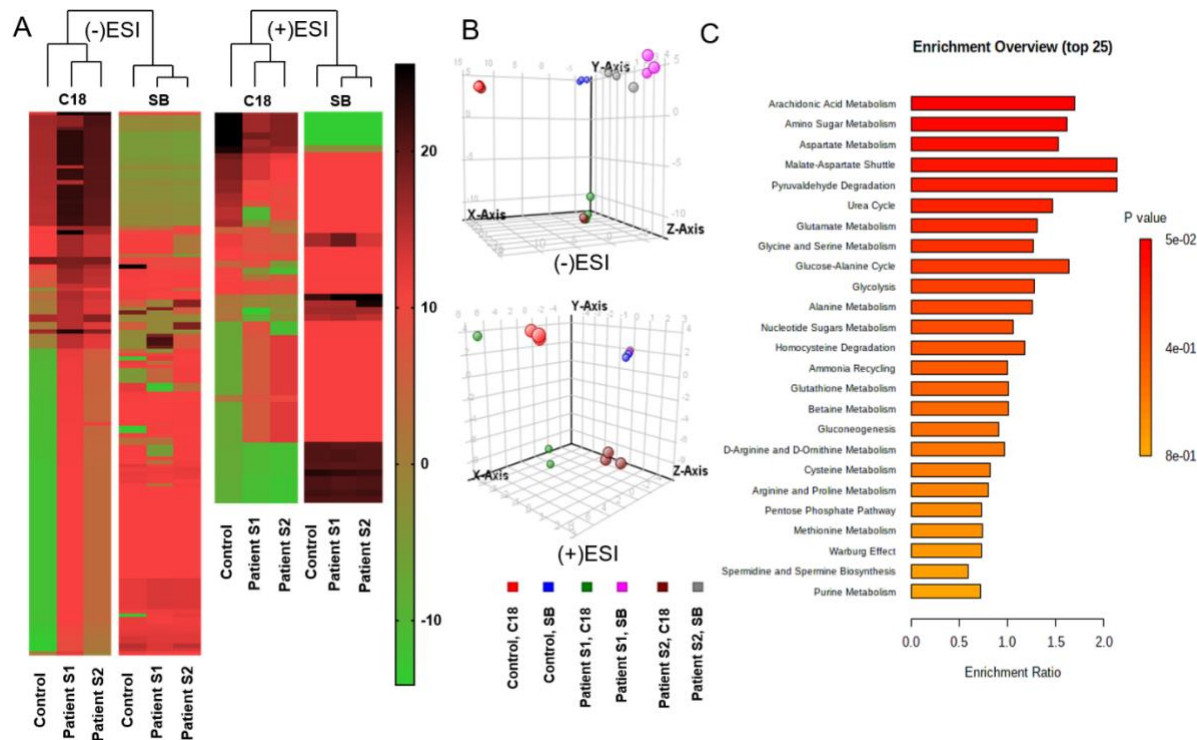 A
(-)ESI
(+)ESI
C18
SB
C18
SB
20
10
0
-10
Control
Patient S1
Patient S2
Control
Patient S1
Patient S2
Control
Patient S1
Patient S2
Control
Patient S1
Patient S2
B
Y-Axis
X-Axis
Z-Axis
(-)ESI
Y-Axis
X-Axis
Z-Axis
(+)ESI
Control, C18
Control, SB
Patient S1, C18
Patient S1, SB
Patient S2, C18
Patient S2, SB
C
Enrichment Overview (top 25)
Arachidonic Acid Metabolism
Amino Sugar Metabolism
Aspartate Metabolism
Malate-Aspartate Shuttle
Pyruvaldehyde Degradation
Urea Cycle
Glutamate Metabolism
Glycine and Serine Metabolism
Glucose-Alanine Cycle
Glycolysis
Alanine Metabolism
Nucleotide Sugars Metabolism
Homocysteine Degradation
Ammonia Recycling
Glutathione Metabolism
Betaine Metabolism
Gluconeogenesis
D-Arginine and D-Ornithine Metabolism
Cysteine Metabolism
Arginine and Proline Metabolism
Pentose Phosphate Pathway
Methionine Metabolism
Warburg Effect
Spermidine and Spermine Biosynthesis
Purine Metabolism
0.0 0.5 1.0 1.5 2.0
Enrichment Ratio
P value
5e-02
4e-01
8e-01